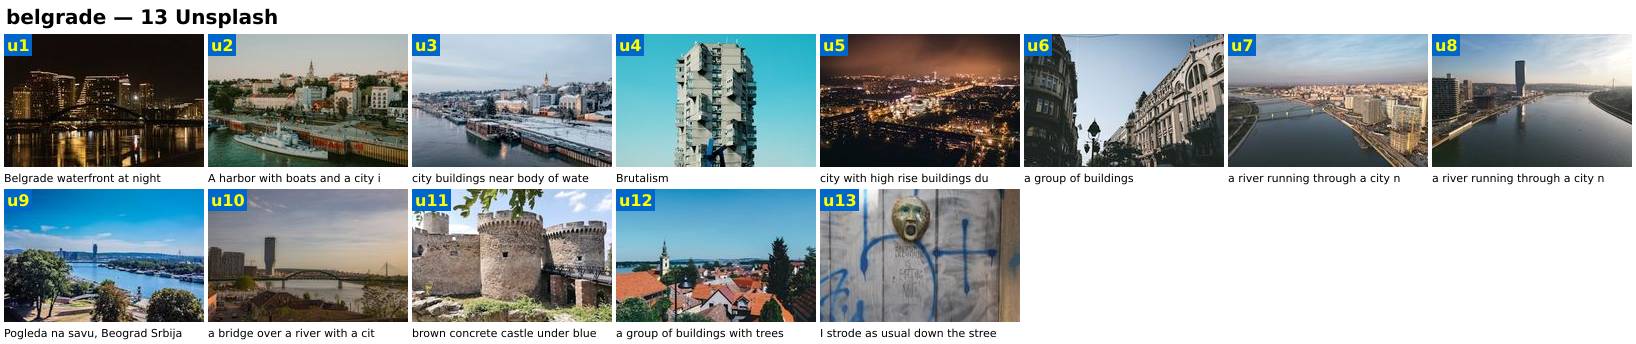 belgrade — 13 Unsplash
u1
u2
u3
u4
u5
u6
u7
u8
Belgrade waterfront at night
A harbor with boats and a city i
city buildings near body of wate
Brutalism
city with high rise buildings du
a group of buildings
a river running through a city n
a river running through a city n
u9
u10
u11
u12
u13
Pogleda na savu, Beograd Srbija
a bridge over a river with a cit
brown concrete castle under blue
a group of buildings with trees
I strode as usual down the stree